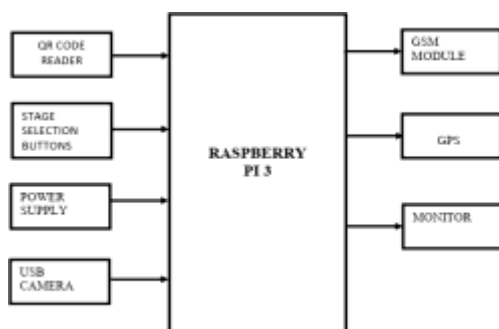 QR CODE
READER
STAGE
SELECTION
BUTTONS
POWER
SUPPLY
USB
CAMERA
RASPBERRY
PI 3
GSM
MODULE
GPS
MONITOR